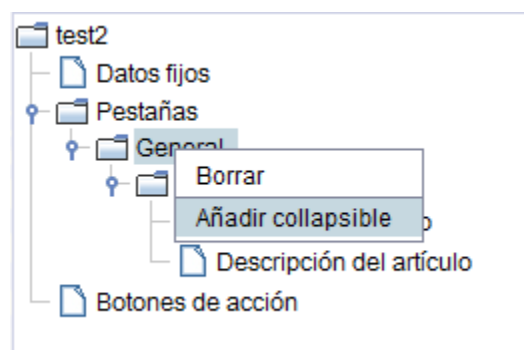 test2
Datos fijos
Pestañas
General
Borrar
Añadir collapsible
Descripción del artículo
Botones de acción